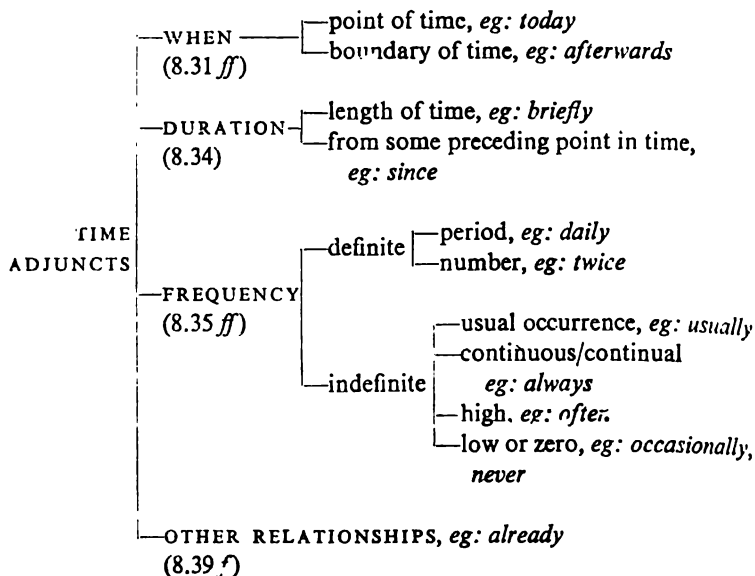 WHEN
(8.31 ff)
point of time, eg: today
boundary of time, eg: afterwards
DURATION
(8.34)
length of time, eg: briefly
from some preceding point in time,
eg: since
TIME
ADJUNCTS
FREQUENCY
(8.35 ff)
definite
period, eg: daily
number, eg: twice
indefinite
usual occurrence, eg: usually
continuous/continual
eg: always
high, eg: often
low or zero, eg: occasionally,
never
OTHER RELATIONSHIPS, eg: already
(8.39 f)